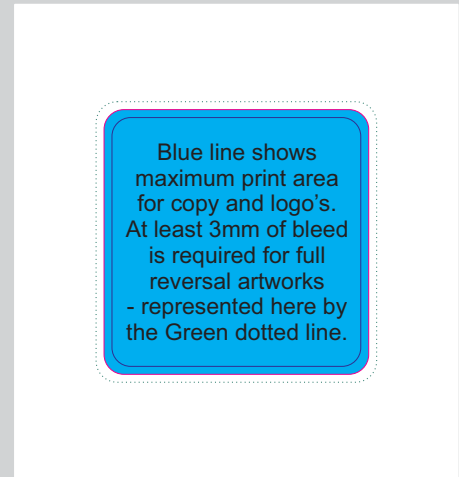 Blue line shows
maximum print area
for copy and logo’s.
At least 3mm of bleed
is required for full
reversal artworks
- represented here by
the Green dotted line.